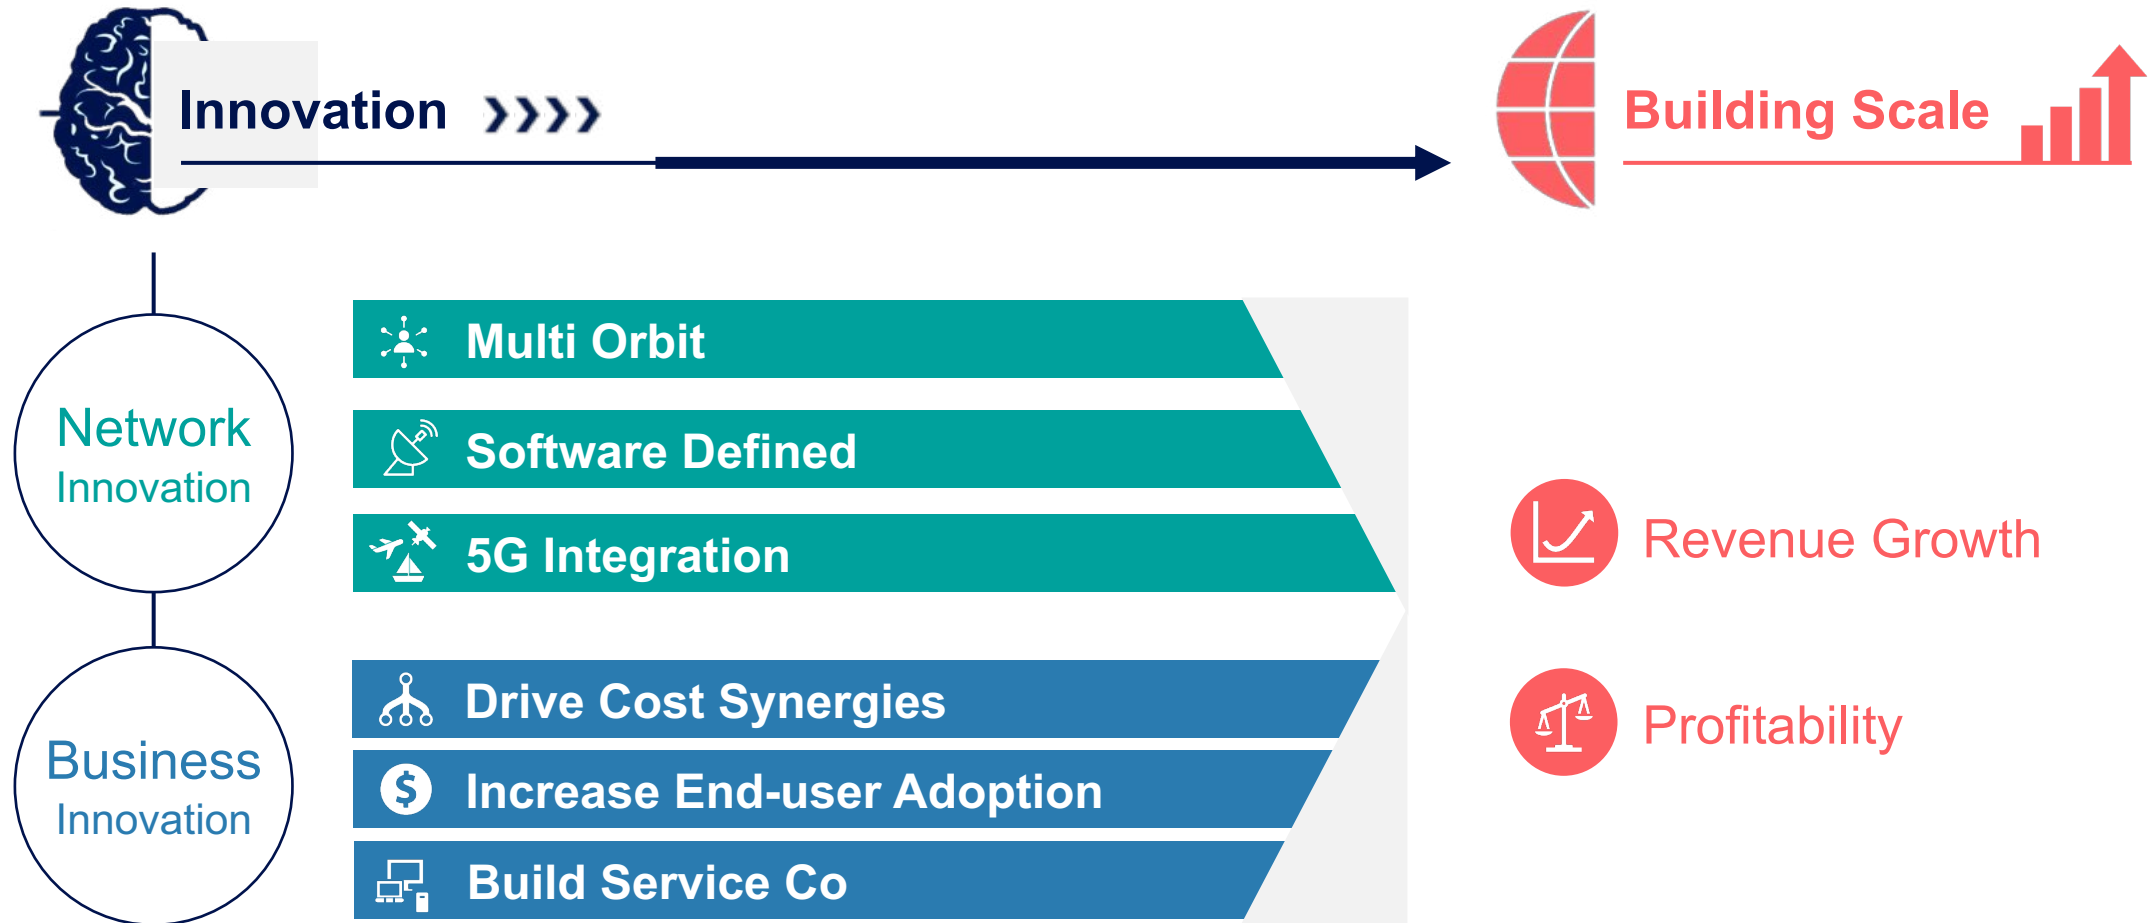 Innovation
Building Scale
Network
Innovation
Multi Orbit
Software Defined
5G Integration
Business
Innovation
Drive Cost Synergies
Increase End-user Adoption
Build Service Co
Revenue Growth
Profitability